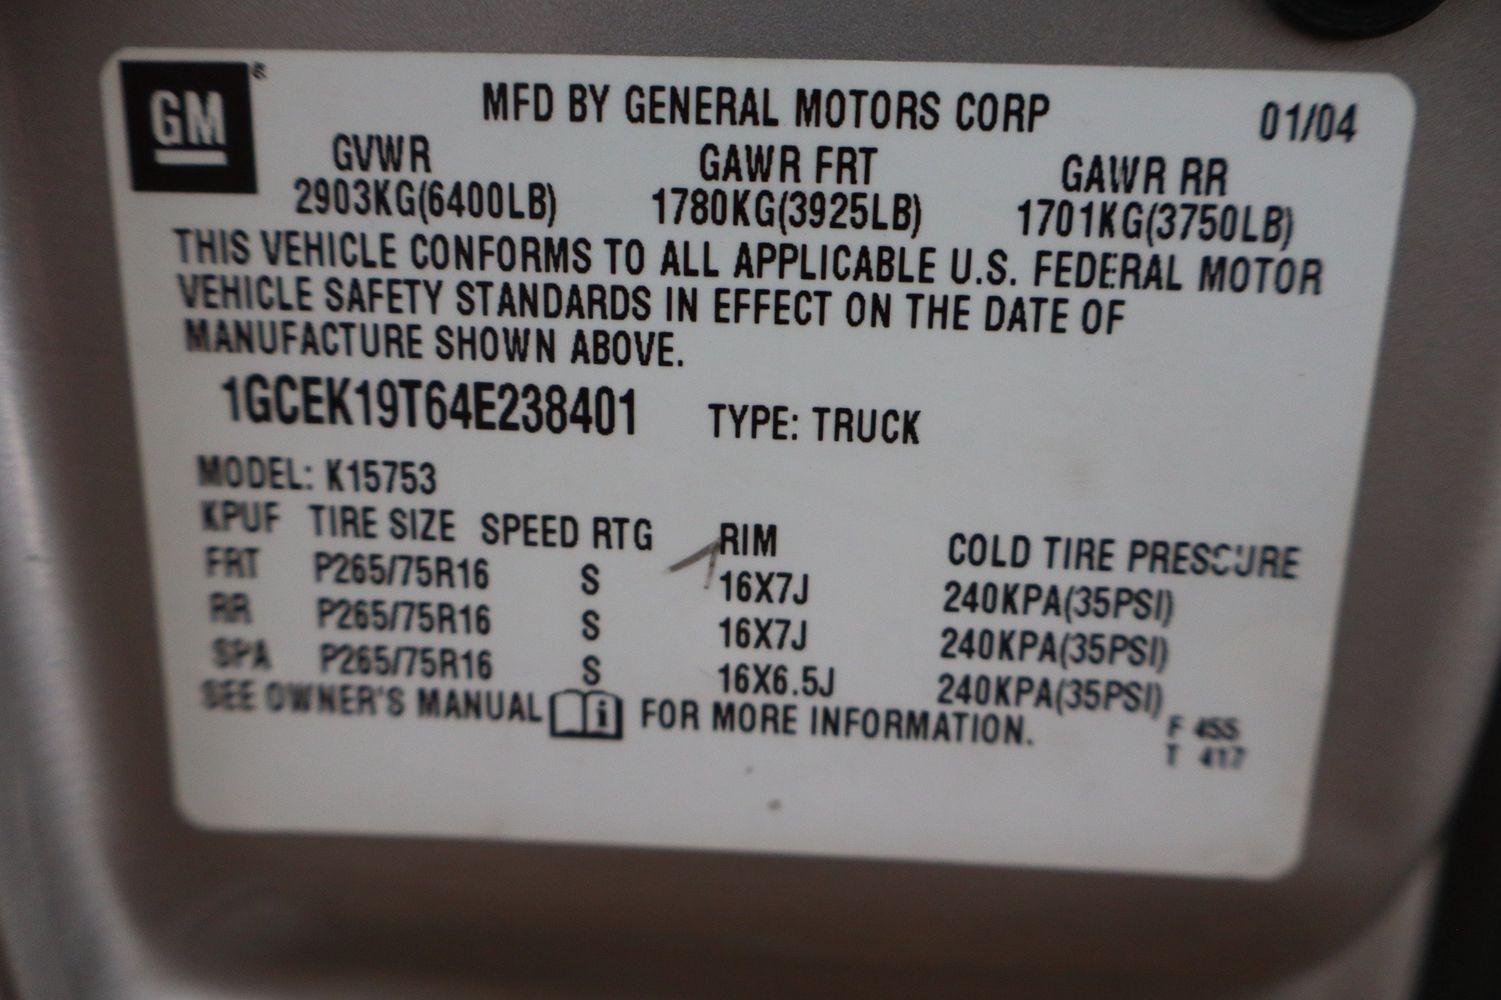 GM ®
MFD BY GENERAL MOTORS CORP 01/04
GVWR GAWR FRT GAWR RR
2903KG(6400LB) 1780KG(3925LB) 1701KG(3750LB)
THIS VEHICLE CONFORMS TO ALL APPLICABLE U.S. FEDERAL MOTOR
VEHICLE SAFETY STANDARDS IN EFFECT ON THE DATE OF
MANUFACTURE SHOWN ABOVE.
1GCEK19T64E238401 TYPE: TRUCK
MODEL: K15753
KPUF TIRE SIZE SPEED RTG RIM COLD TIRE PRESSURE
FRT P265/75R16 S 16X7J 240KPA(35PSI)
RR P265/75R16 S 16X7J 240KPA(35PSI)
SPA P265/75R16 S 16X6.5J 240KPA(35PSI)
SEE OWNER'S MANUAL i FOR MORE INFORMATION.
F 455
T 417